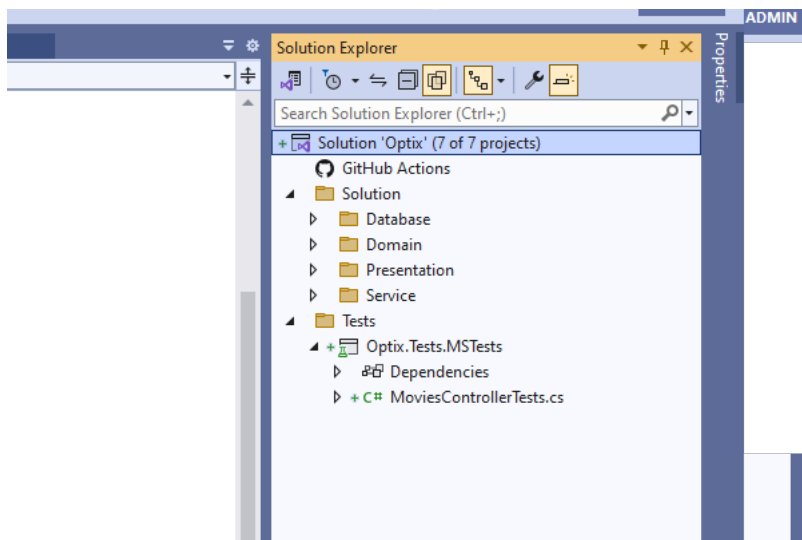 ADMIN
Solution Explorer
Search Solution Explorer (Ctrl+;)
Solution 'Optix' (7 of 7 projects)
GitHub Actions
Solution
Database
Domain
Presentation
Service
Tests
Optix.Tests.MSTests
Dependencies
C# MoviesControllerTests.cs
Properties